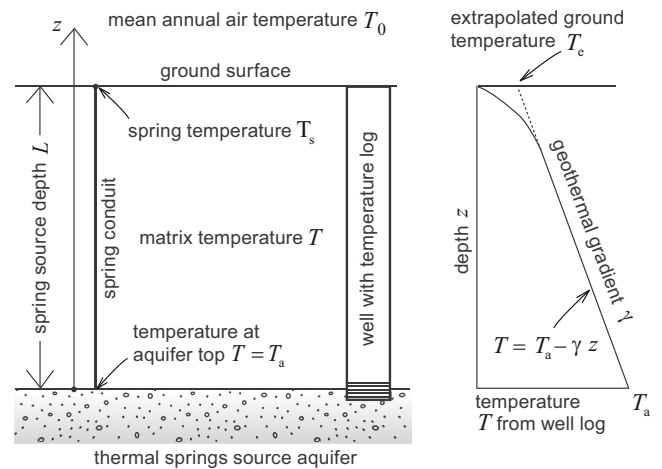 z
mean annual air temperature T₀
ground surface
spring temperature Tₛ
spring source depth L
spring conduit
matrix temperature T
well with temperature log
temperature at
aquifer top T = Tₐ
thermal springs source aquifer
extrapolated ground
temperature Tₑ
depth z
geothermal gradient γ
T = Tₐ − γ z
temperature
T from well log
Tₐ